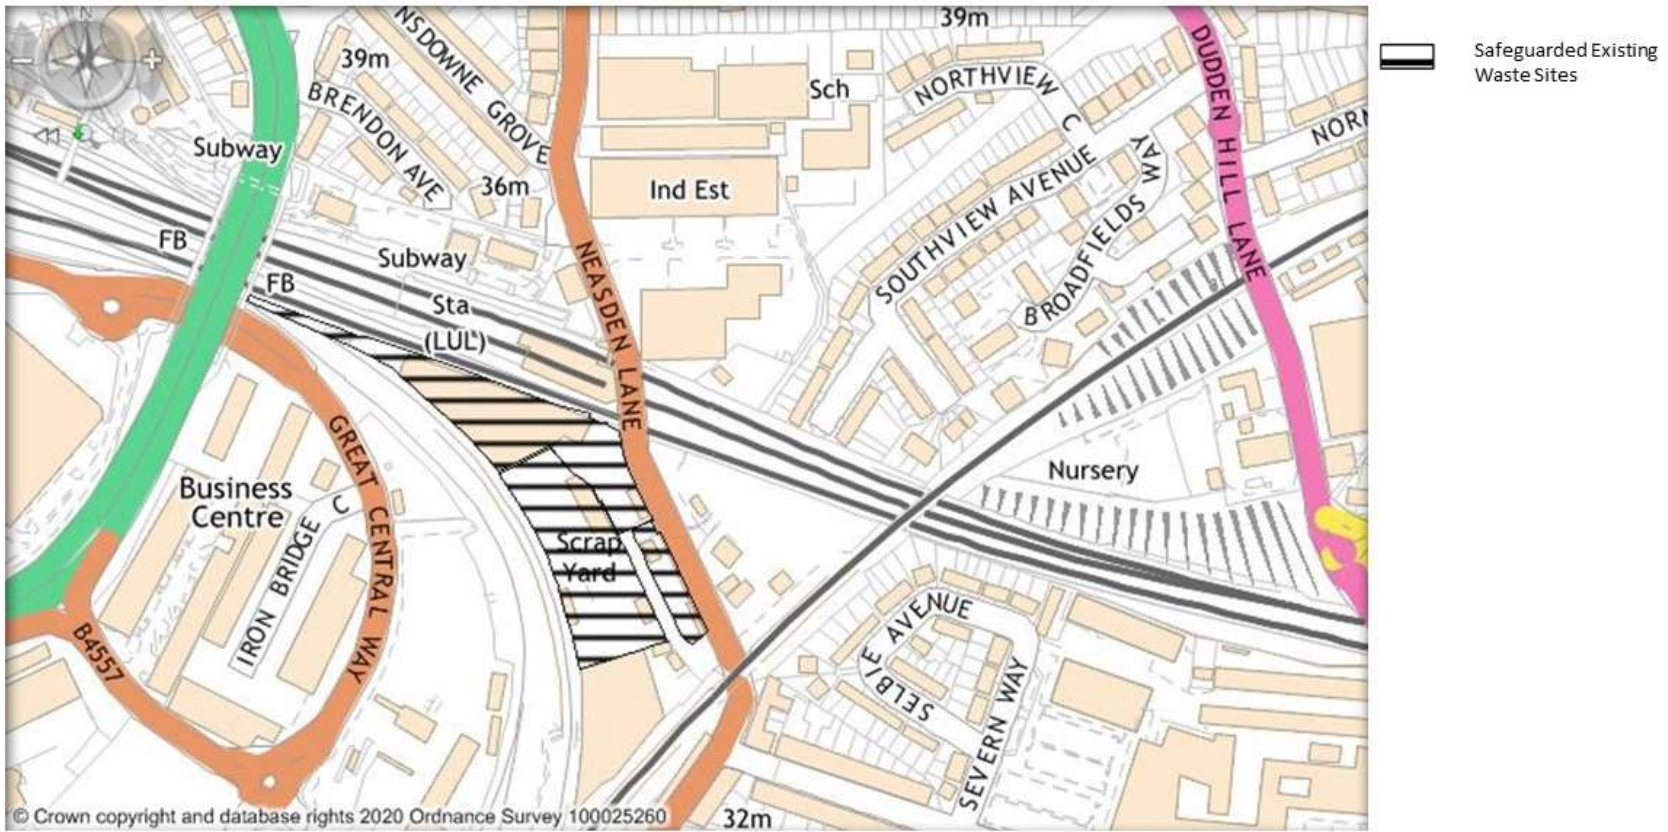 39m
NSDOWNE GROVE
39m
Sch
NORTHVIEW C
DUDDEN HILL LANE
Safeguarded Existing
Waste Sites
N
BRENDON AVE
Subway
SOUTHVIEW AVENUE
BROADFIELDS WAY
NORM
36m
Ind Est
FB
Subway
NEASDEN LANE
FB
Sta
(LUL)
GREAT CENTRAL WAY
Nursery
Business
Centre
IRON BRIDGE C
Scrap
Yard
B4557
SELBIE AVENUE
SEVERN WAY
© Crown copyright and database rights 2020 Ordnance Survey 100025260
32m